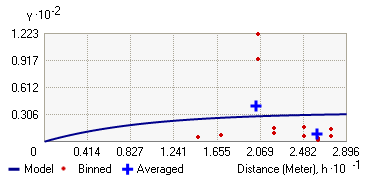 γ ·10⁻²
1.223
0.917
0.612
0.306
0 0.414 0.827 1.241 1.655 2.069 2.482 2.896
Model Binned Averaged Distance (Meter), h ·10⁻¹